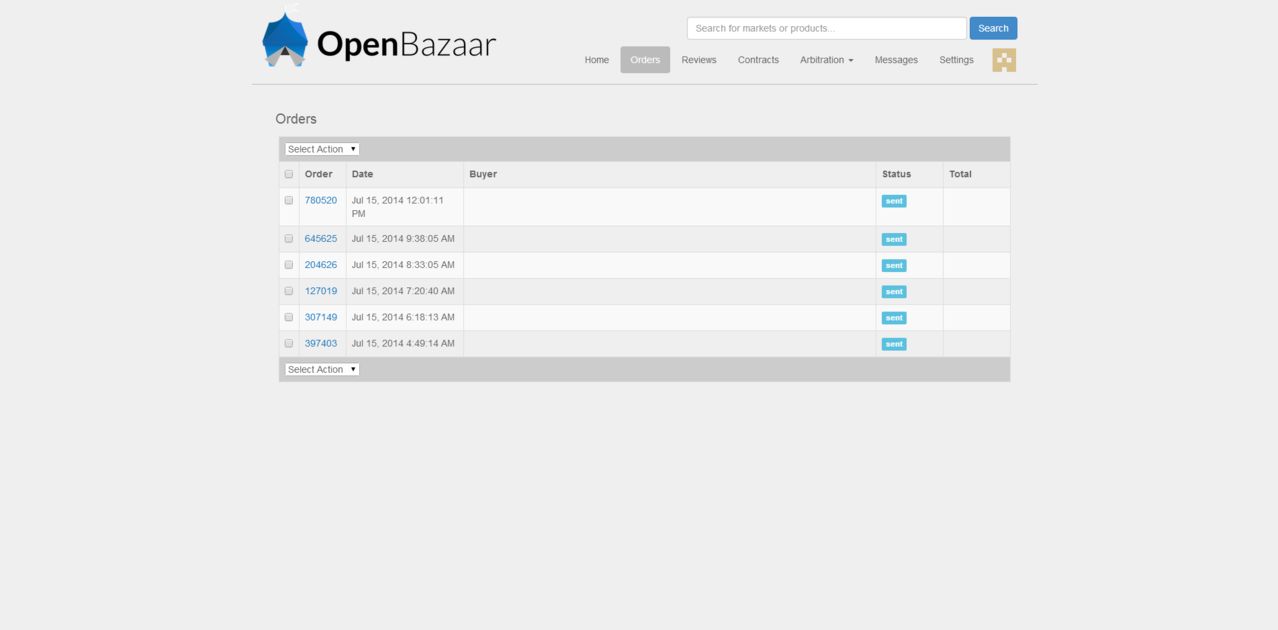 OpenBazaar
Search for markets or products...
Search
Home Orders Reviews Contracts Arbitration Messages Settings
Orders
Select Action
Order Date Buyer Status Total
780520 Jul 15, 2014 12:01:11 sent
PM
645625 Jul 15, 2014 9:38:05 AM sent
204626 Jul 15, 2014 8:33:05 AM sent
127019 Jul 15, 2014 7:20:40 AM sent
307149 Jul 15, 2014 6:18:13 AM sent
397403 Jul 15, 2014 4:49:14 AM sent
Select Action